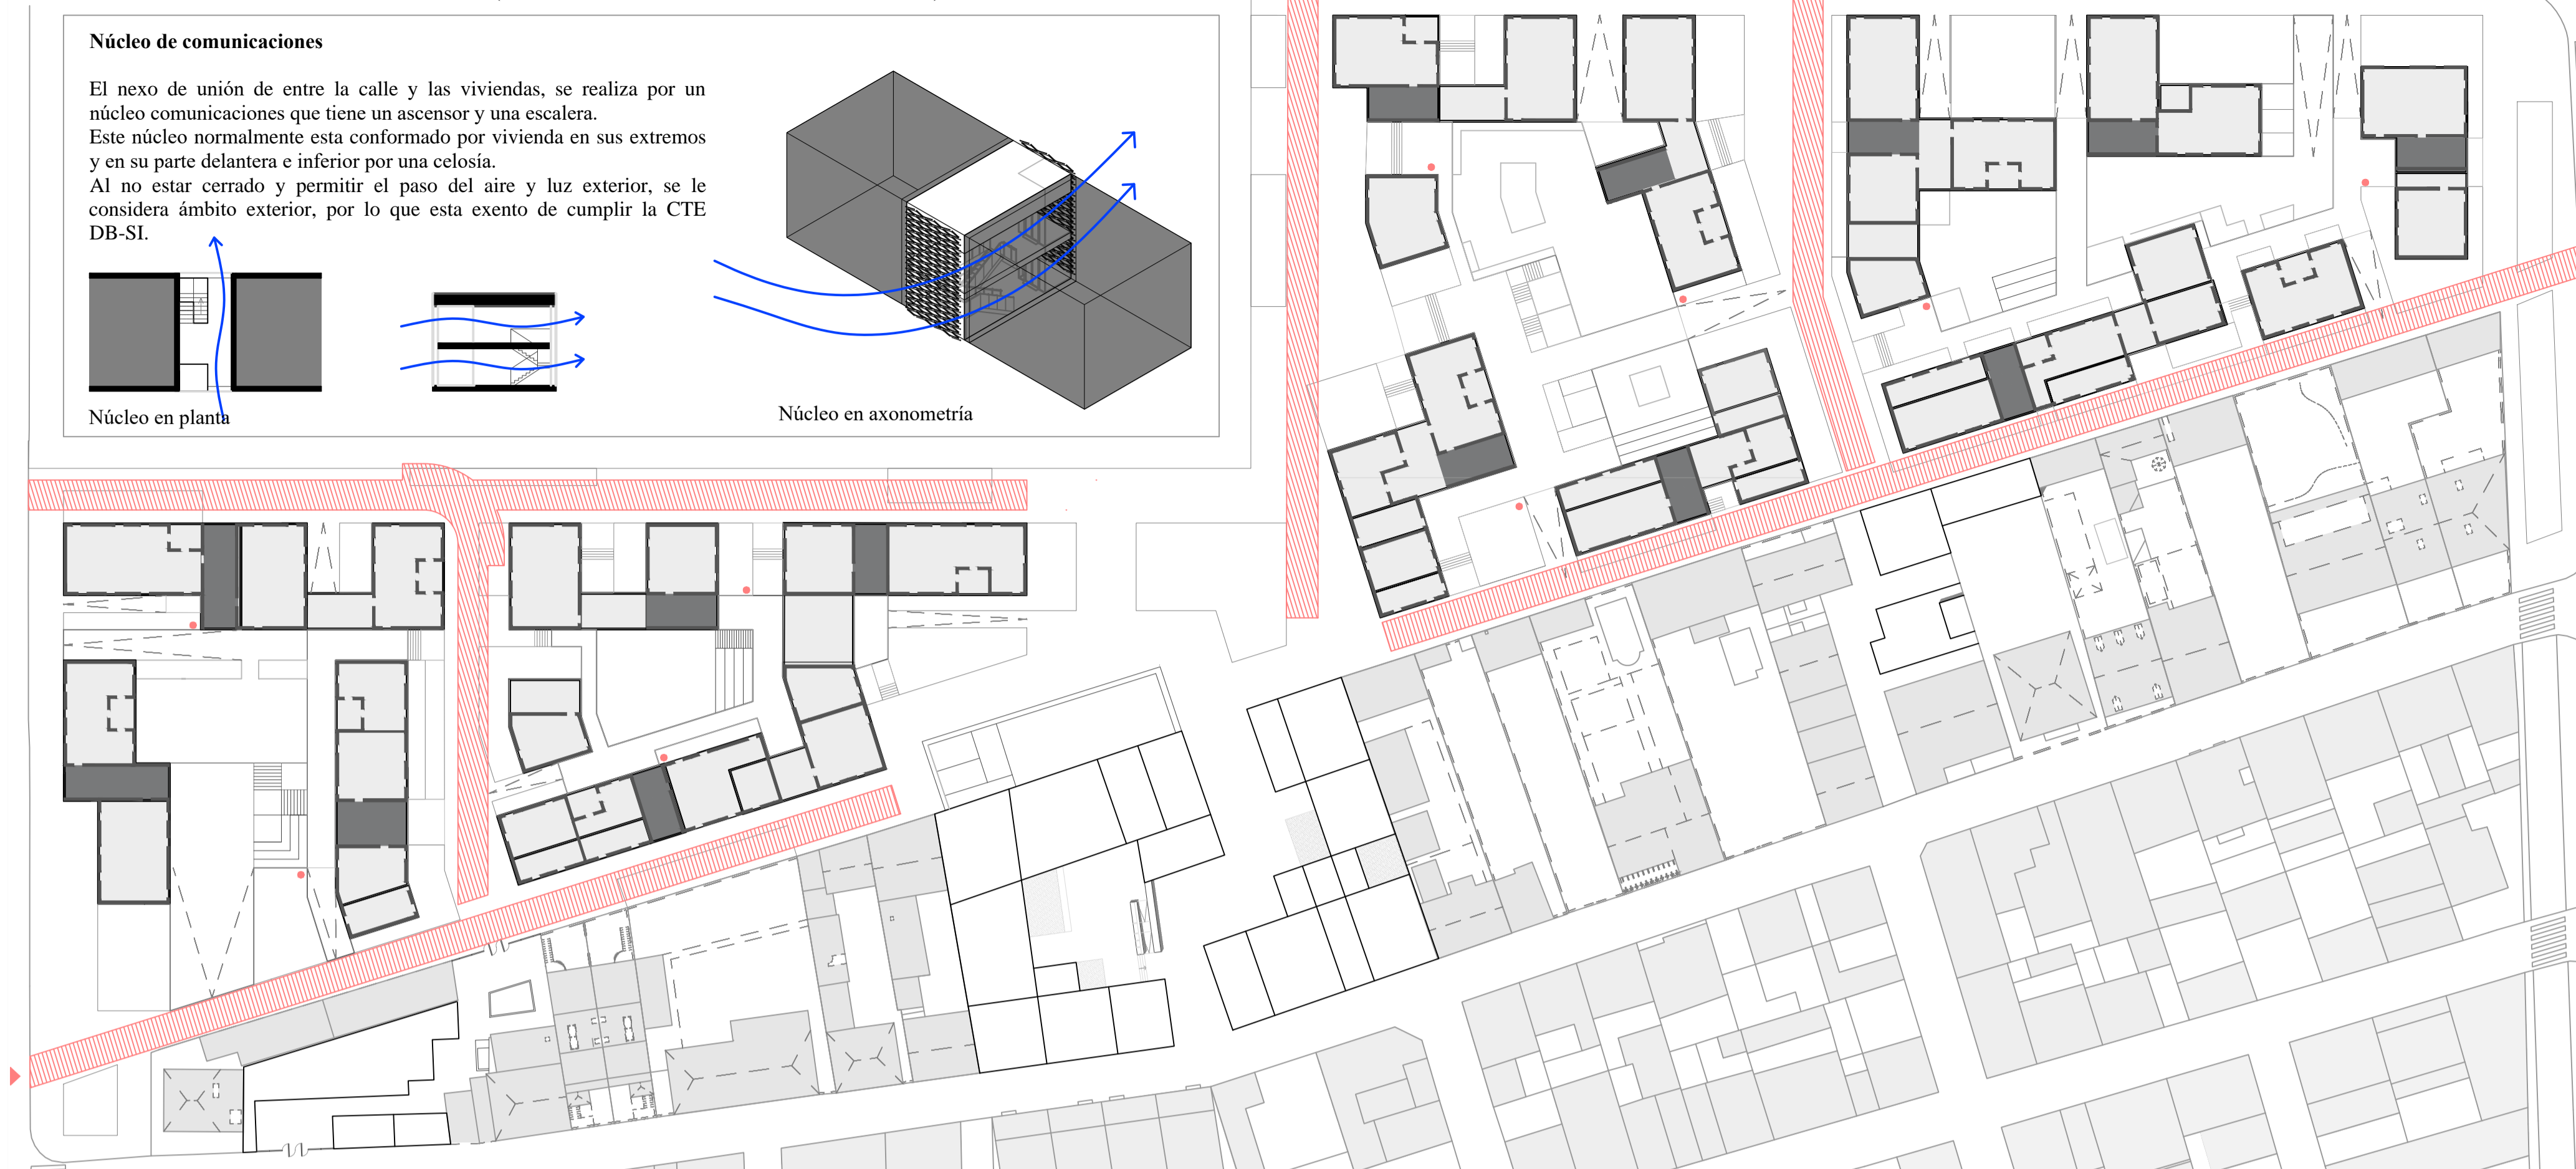 Núcleo de comunicaciones
El nexo de unión de entre la calle y las viviendas, se realiza por un
núcleo comunicaciones que tiene un ascensor y una escalera.
Este núcleo normalmente esta conformado por vivienda en sus extremos
y en su parte delantera e inferior por una celosía.
Al no estar cerrado y permitir el paso del aire y luz exterior, se le
considera ámbito exterior, por lo que esta exento de cumplir la CTE
DB-SI.
Núcleo en planta
Núcleo en axonometría